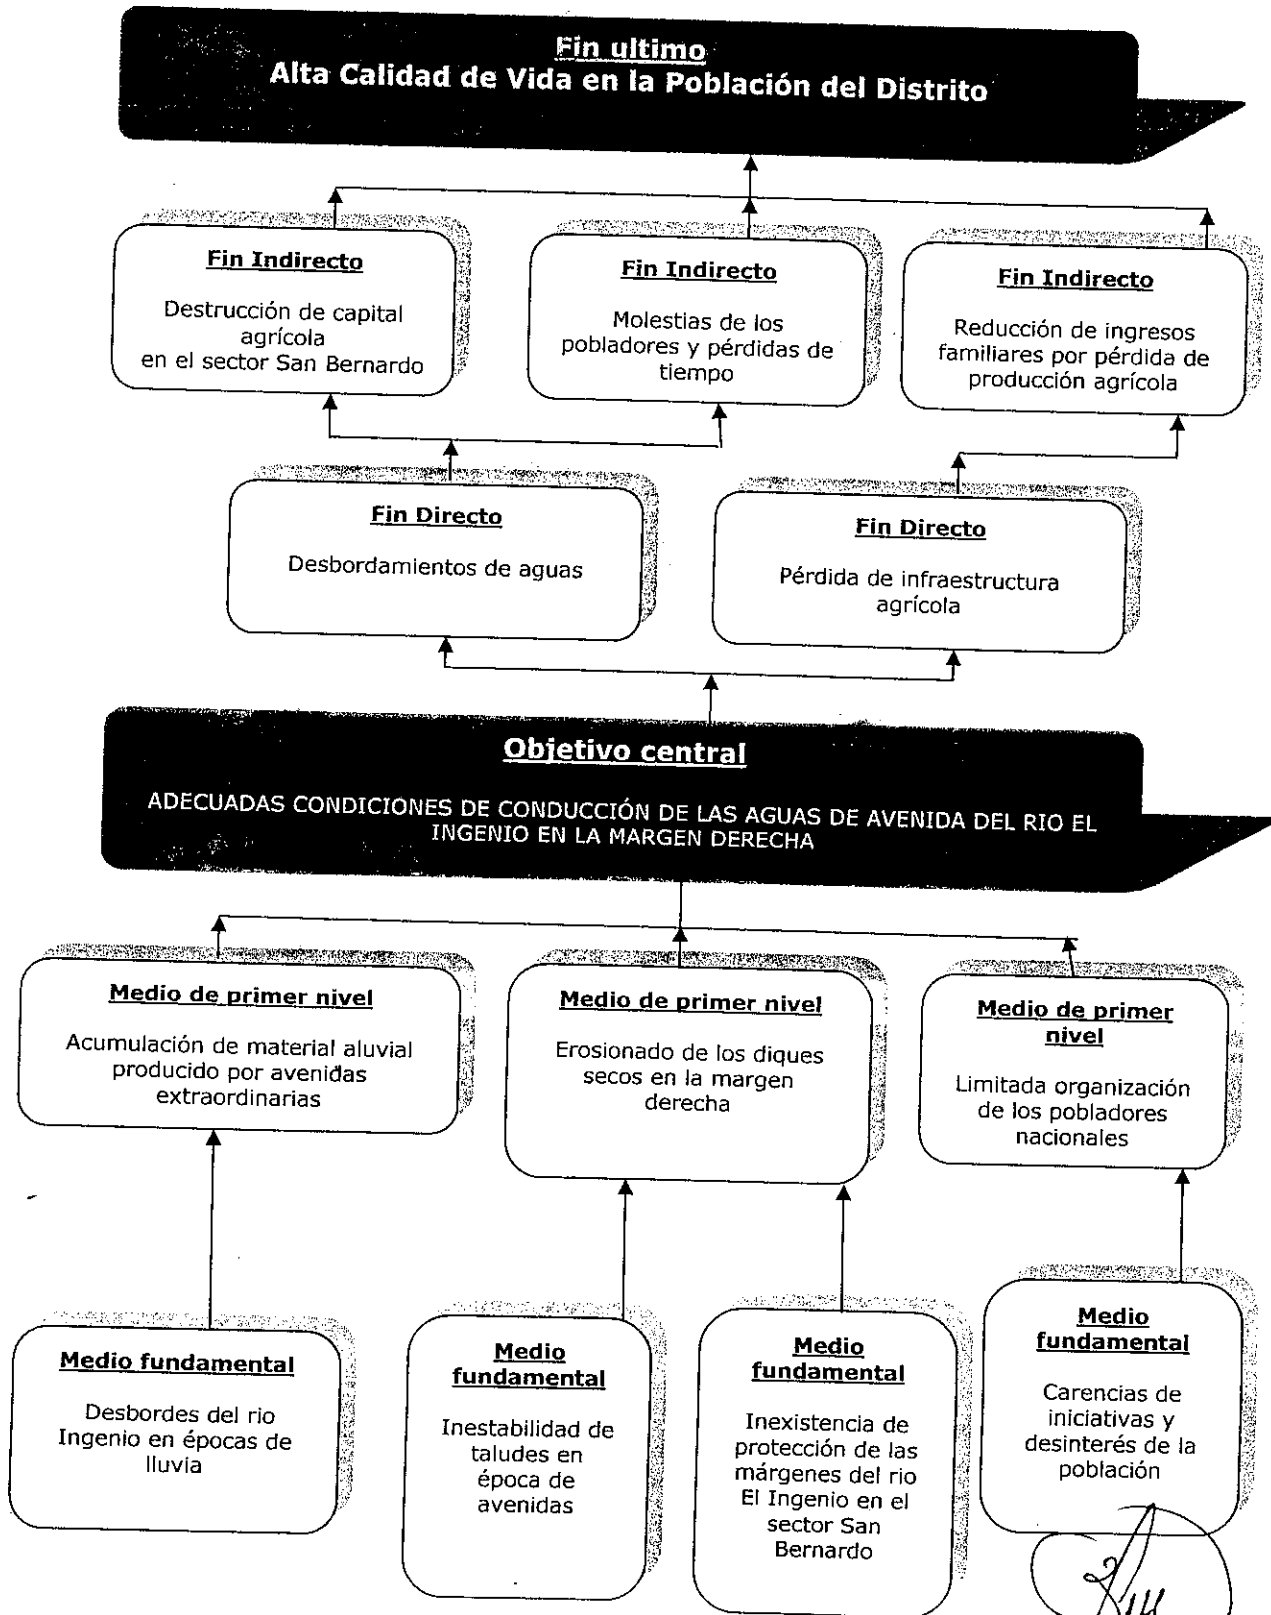 Fin ultimo
Alta Calidad de Vida en la Población del Distrito
Fin Indirecto
Destrucción de capital
agrícola
en el sector San Bernardo
Fin Indirecto
Molestias de los
pobladores y pérdidas de
tiempo
Fin Indirecto
Reducción de ingresos
familiares por pérdida de
producción agrícola
Fin Directo
Desbordamientos de aguas
Fin Directo
Pérdida de infraestructura
agrícola
Objetivo central
ADECUADAS CONDICIONES DE CONDUCCIÓN DE LAS AGUAS DE AVENIDA DEL RIO EL
INGENIO EN LA MARGEN DERECHA
Medio de primer nivel
Acumulación de material aluvial
producido por avenidas
extraordinarias
Medio de primer nivel
Erosionado de los diques
secos en la margen
derecha
Medio de primer
nivel
Limitada organización
de los pobladores
nacionales
Medio fundamental
Desbordes del rio
Ingenio en épocas de
lluvia
Medio
fundamental
Inestabilidad de
taludes en
época de
avenidas
Medio
fundamental
Inexistencia de
protección de las
márgenes del rio
El Ingenio en el
sector San
Bernardo
Medio
fundamental
Carencias de
iniciativas y
desinterés de la
población